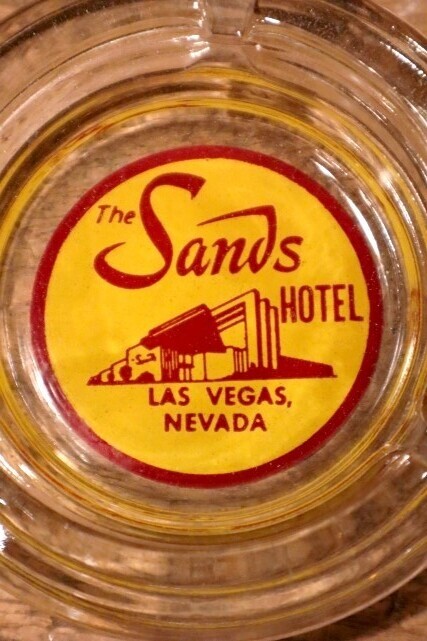 The
Sands
HOTEL
LAS VEGAS,
NEVADA